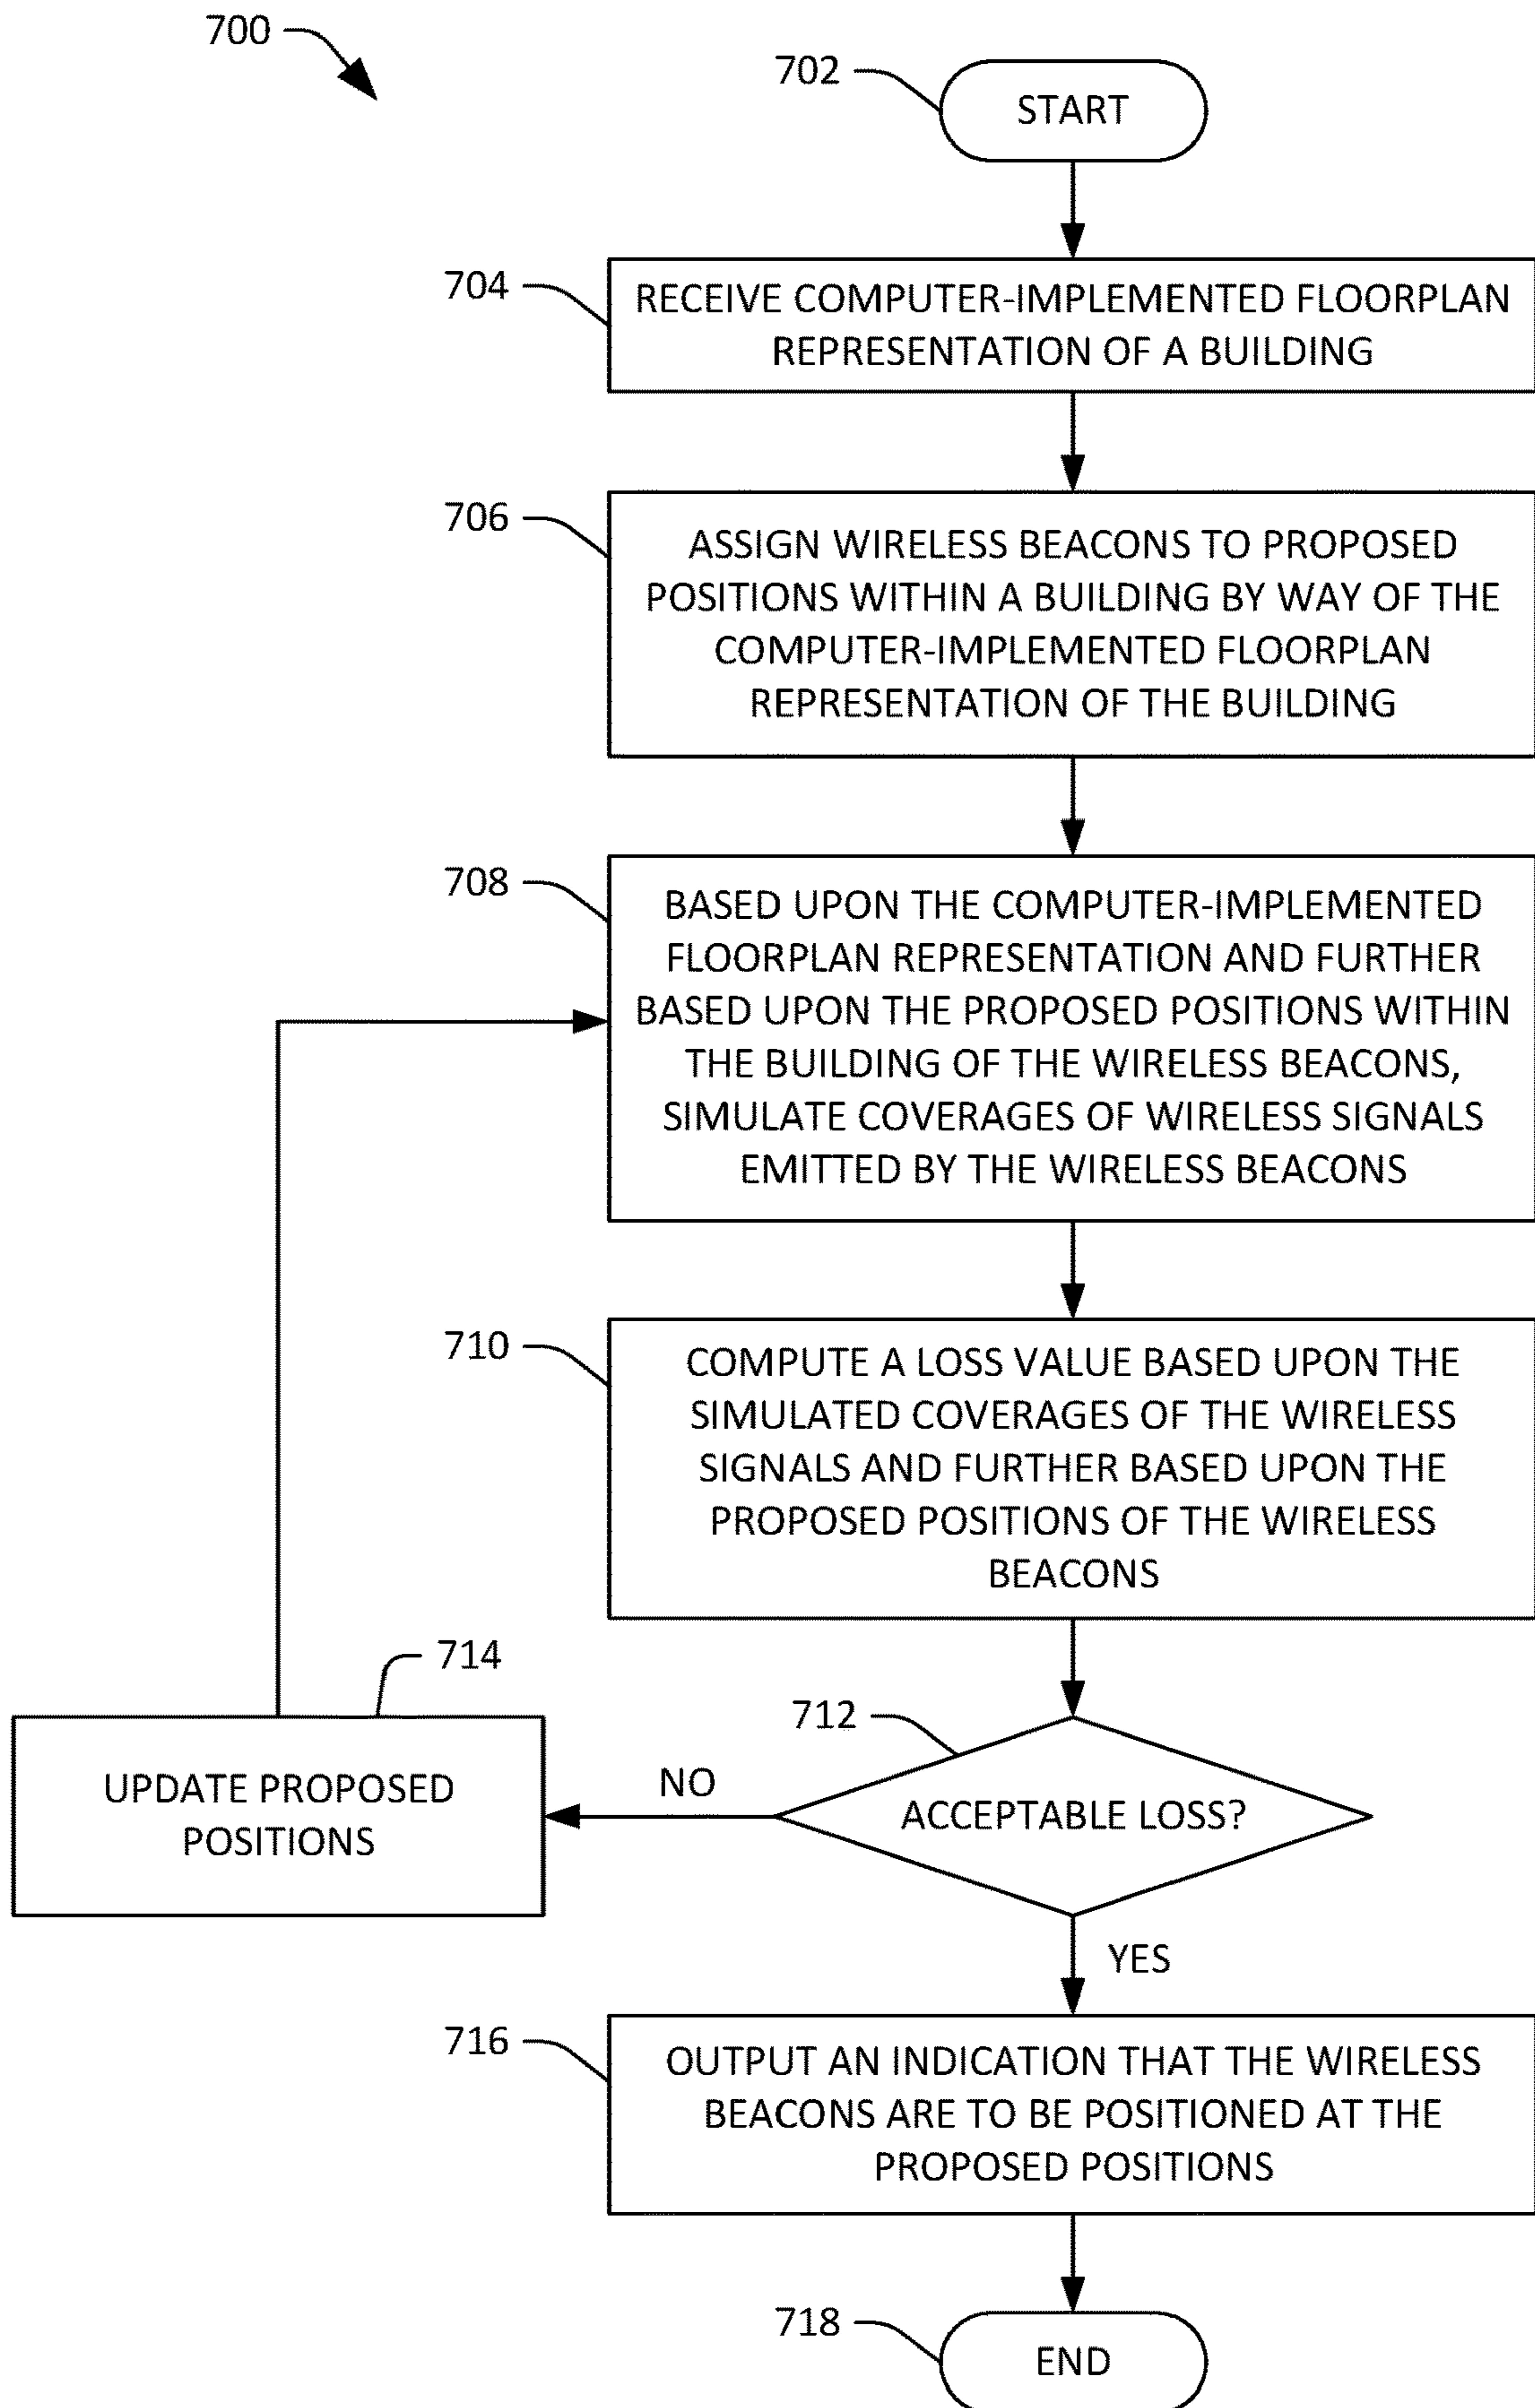 700
702
START
704
RECEIVE COMPUTER-IMPLEMENTED FLOORPLAN
REPRESENTATION OF A BUILDING
706
ASSIGN WIRELESS BEACONS TO PROPOSED
POSITIONS WITHIN A BUILDING BY WAY OF THE
COMPUTER-IMPLEMENTED FLOORPLAN
REPRESENTATION OF THE BUILDING
708
BASED UPON THE COMPUTER-IMPLEMENTED
FLOORPLAN REPRESENTATION AND FURTHER
BASED UPON THE PROPOSED POSITIONS WITHIN
THE BUILDING OF THE WIRELESS BEACONS,
SIMULATE COVERAGES OF WIRELESS SIGNALS
EMITTED BY THE WIRELESS BEACONS
710
COMPUTE A LOSS VALUE BASED UPON THE
SIMULATED COVERAGES OF THE WIRELESS
SIGNALS AND FURTHER BASED UPON THE
PROPOSED POSITIONS OF THE WIRELESS
BEACONS
712
ACCEPTABLE LOSS?
NO
714
UPDATE PROPOSED
POSITIONS
YES
716
OUTPUT AN INDICATION THAT THE WIRELESS
BEACONS ARE TO BE POSITIONED AT THE
PROPOSED POSITIONS
718
END